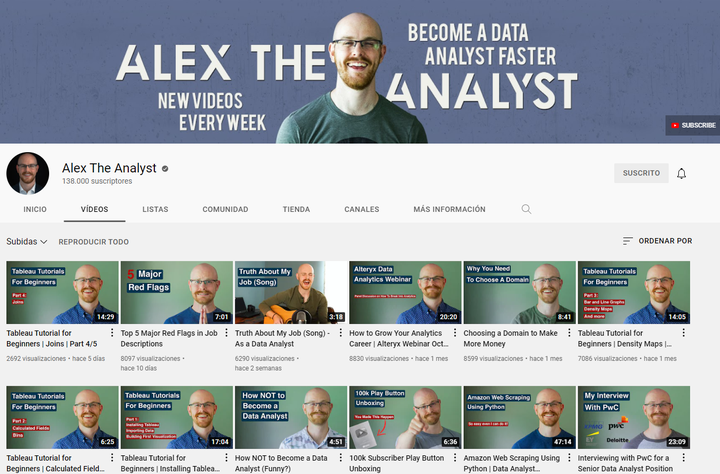 ALEX THE
ANALYST
BECOME A DATA
ANALYST FASTER
NEW VIDEOS
EVERY WEEK
SUBSCRIBE
Alex The Analyst
138.000 suscriptores
SUSCRITO
INICIO VÍDEOS LISTAS COMUNIDAD TIENDA CANALES MÁS INFORMACIÓN
Subidas REPRODUCIR TODO ORDENAR POR
Tableau Tutorials
For Beginners
Part 4:
Joins
14:29
Tableau Tutorial for
Beginners | Joins | Part 4/5
2692 visualizaciones • hace 5 días
5 Major
Red Flags
7:01
Top 5 Major Red Flags in Job
Descriptions
8097 visualizaciones •
hace 10 días
Truth About My
Job (Song)
3:18
Truth About My Job (Song) -
As a Data Analyst
6290 visualizaciones •
hace 2 semanas
Alteryx Data
Analytics Webinar
20:20
How to Grow Your Analytics
Career | Alteryx Webinar Oct...
8830 visualizaciones • hace 1 mes
Why You Need
To Choose A Domain
8:41
Choosing a Domain to Make
More Money
8599 visualizaciones • hace 1 mes
Tableau Tutorials
For Beginners
Part 3:
Bar and Line Graphs
Density Maps
And more
14:05
Tableau Tutorial for
Beginners | Density Maps |...
7086 visualizaciones • hace 1 mes
Tableau Tutorials
For Beginners
Part 2:
Calculated Fields
Bins
6:25
Tableau Tutorial for
Beginners | Calculated Field...
Tableau Tutorials
For Beginners
Part 1:
Installing Tableau
Importing Data
Building First Visualization
17:04
Tableau Tutorial for
Beginners | Installing Tablea...
How NOT to
Become a
Data Analyst
4:51
How NOT to Become a Data
Analyst (Funny?)
100k Play Button
Unboxing
You Made This Happen
6:36
100k Subscriber Play Button
Unboxing
Amazon Web Scraping
Using Python
So easy even I can do it!
47:14
Amazon Web Scraping Using
Python | Data Analyst...
My Interview
With PwC
pwc
EY
Deloitte
23:09
Interviewing with PwC for a
Senior Data Analyst Position